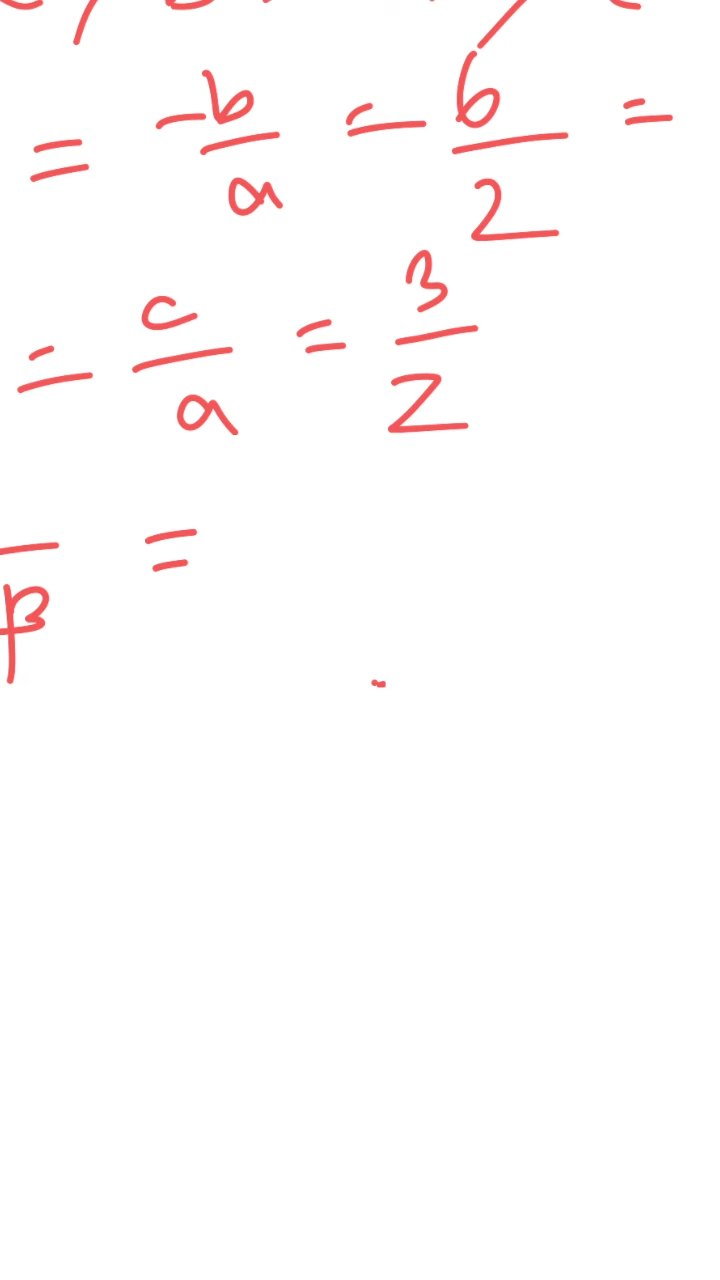 = -b/a = 6/2 =
= c/a = 3/2
β =